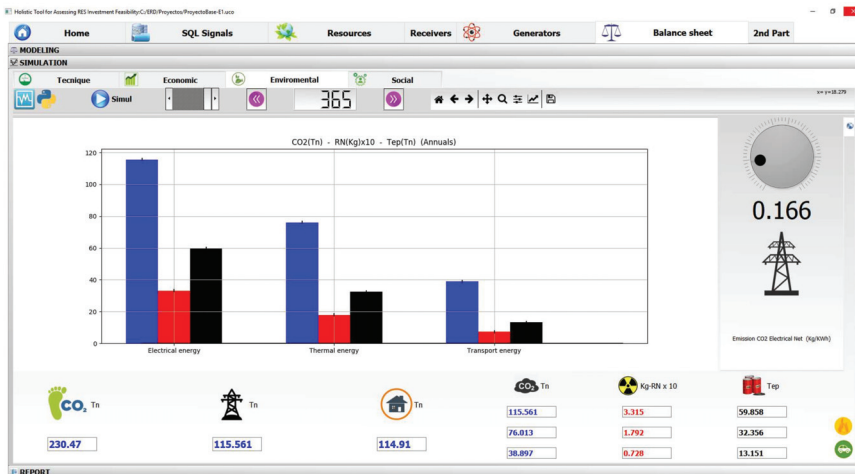 Helistic Tool for Assessing RES Investment Feasibility:C:/ERD/Proyectos/ProyectoBase-E1.uco
Home SQL Signals Resources Receivers Generators Balance sheet 2nd Part
MODELING
SIMULATION
Tecnique Economic Enviromental Social
Simul 365 x= y=18.279
CO2(Tn) - RN(Kg)x10 - Tep(Tn) (Annuals)
120
100
80
60
40
20
0
Electrical energy Thermal energy Transport energy
0.166
Emission CO2 Electrical Net (Kg/KWh)
CO2 Tn Tn Tn CO2 Tn Kg-RN x 10 Tep
115.561 3.315 59.858
76.013 1.792 32.356
230.47 115.561 114.91
38.897 0.728 13.151
REPORT